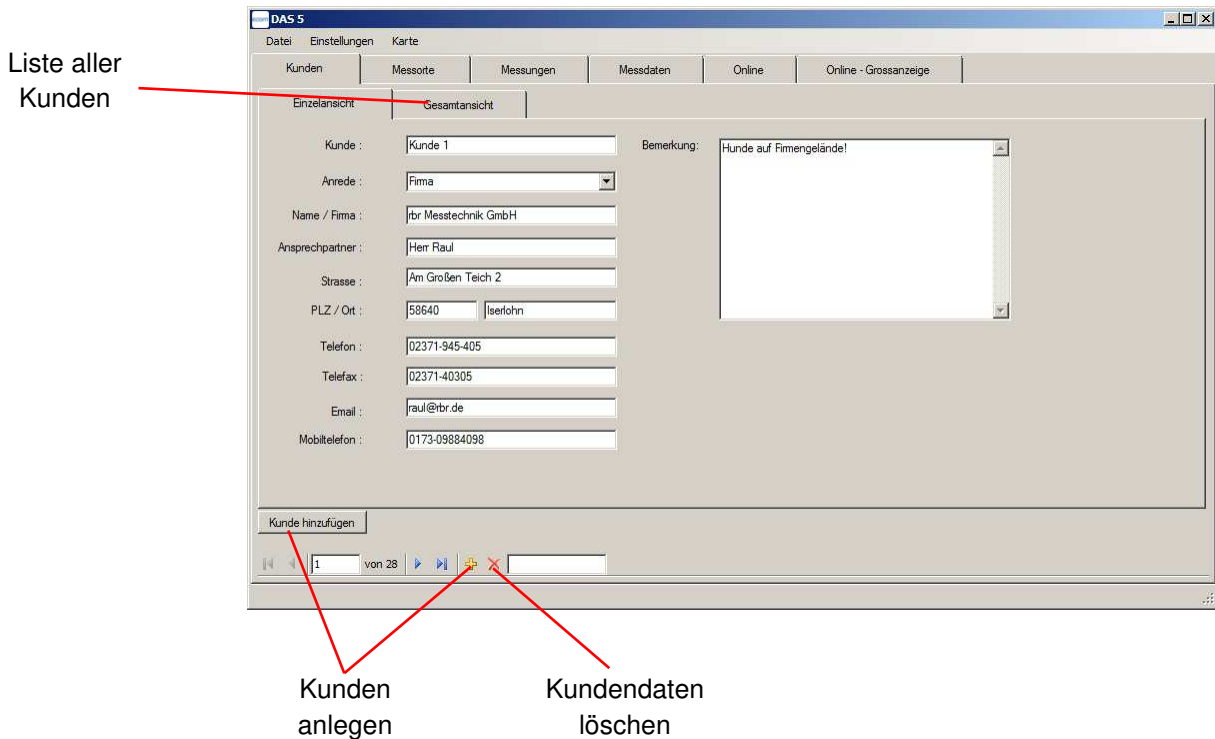 DAS 5
Datei Einstellungen Karte
Liste aller
Kunden
Kunden Messorte Messungen Messdaten Online Online - Grossanzeige
Einzelansicht Gesamtansicht
Kunde : Kunde 1 Bemerkung: Hunde auf Firmengelände!
Anrede : Firma
Name / Firma : rbr Messtechnik GmbH
Ansprechpartner : Herr Raul
Strasse : Am Großen Teich 2
PLZ / Ort : 58640 Iserlohn
Telefon : 02371-945-405
Telefax : 02371-40305
Email : raul@rbr.de
Mobiltelefon : 0173-09884098
Kunde hinzufügen
1 von 28
Kunden
anlegen
Kundendaten
löschen